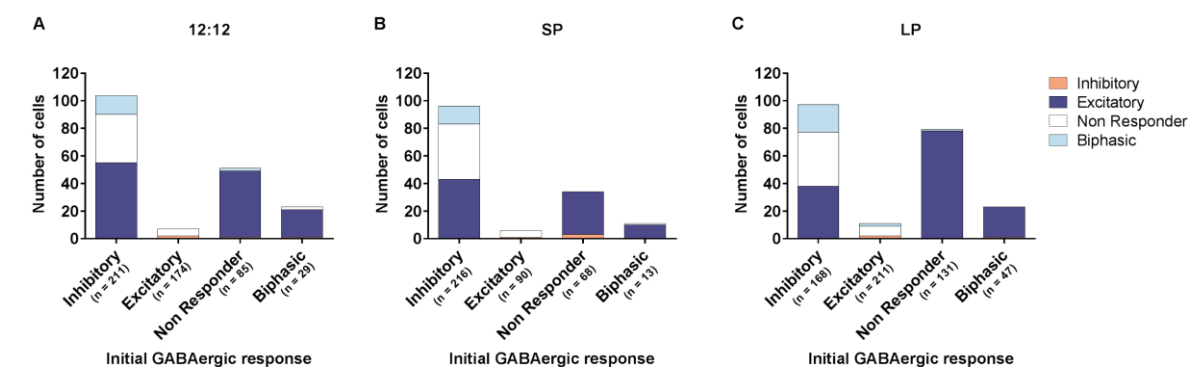 A
12:12
Number of cells
120
100
80
60
40
20
0
Inhibitory
(n = 211)
Excitatory
(n = 174)
Non Responder
(n = 85)
Biphasic
(n = 29)
Initial GABAergic response
B
SP
Number of cells
120
100
80
60
40
20
0
Inhibitory
(n = 216)
Excitatory
(n = 90)
Non Responder
(n = 68)
Biphasic
(n = 13)
Initial GABAergic response
C
LP
Number of cells
120
100
80
60
40
20
0
Inhibitory
(n = 168)
Excitatory
(n = 211)
Non Responder
(n = 131)
Biphasic
(n = 47)
Initial GABAergic response
Inhibitory
Excitatory
Non Responder
Biphasic